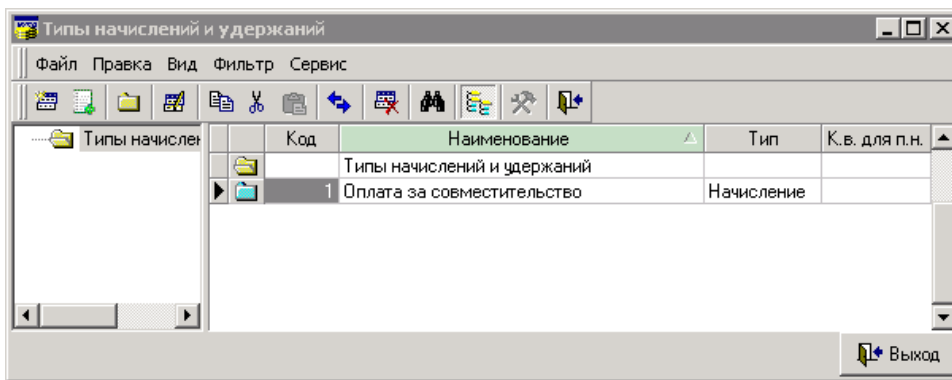 Типы начислений и удержаний
Файл Правка Вид Фильтр Сервис
Типы начислен
Код Наименование Тип К.в. для п.н.
Типы начислений и удержаний
1 Оплата за совместительство Начисление
Выход